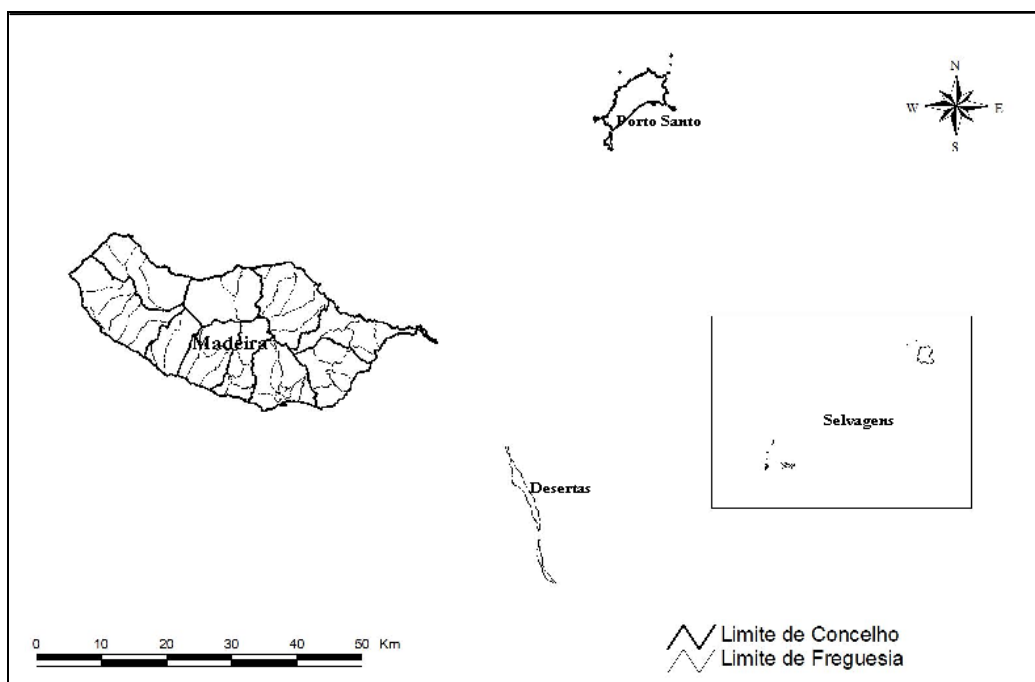 N
W E
S
Porto Santo
Madeira
Selvagens
Desertas
0 10 20 30 40 50 Km
Limite de Concelho
Limite de Freguesia